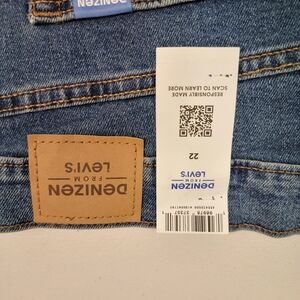 DENIZEN
DENIZEN
FROM
LEVI'S
RESPONSIBLY MADE
SCAN TO LEARN MORE
22
DENIZEN
FROM
LEVI'S